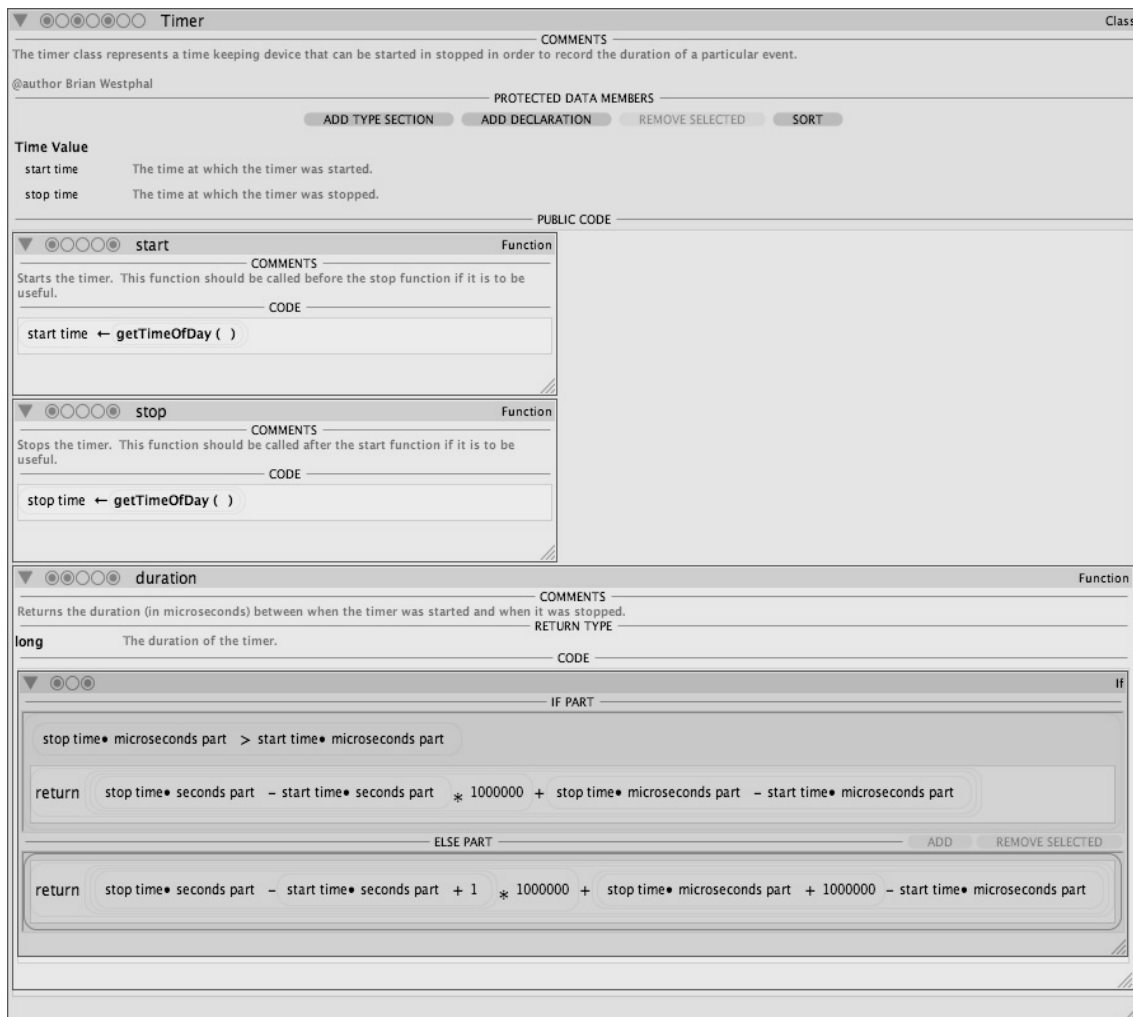 Timer Class
COMMENTS
The timer class represents a time keeping device that can be started in stopped in order to record the duration of a particular event.
@author Brian Westphal
PROTECTED DATA MEMBERS
ADD TYPE SECTION ADD DECLARATION REMOVE SELECTED SORT
Time Value
start time The time at which the timer was started.
stop time The time at which the timer was stopped.
PUBLIC CODE
start Function
COMMENTS
Starts the timer. This function should be called before the stop function if it is to be
useful.
CODE
start time ← getTimeOfDay ( )
stop Function
COMMENTS
Stops the timer. This function should be called after the start function if it is to be
useful.
CODE
stop time ← getTimeOfDay ( )
duration Function
COMMENTS
Returns the duration (in microseconds) between when the timer was started and when it was stopped.
RETURN TYPE
long The duration of the timer.
CODE
If
IF PART
stop time• microseconds part > start time• microseconds part
return stop time• seconds part - start time• seconds part * 1000000 + stop time• microseconds part - start time• microseconds part
ELSE PART ADD REMOVE SELECTED
return stop time• seconds part - start time• seconds part + 1 * 1000000 + stop time• microseconds part + 1000000 - start time• microseconds part